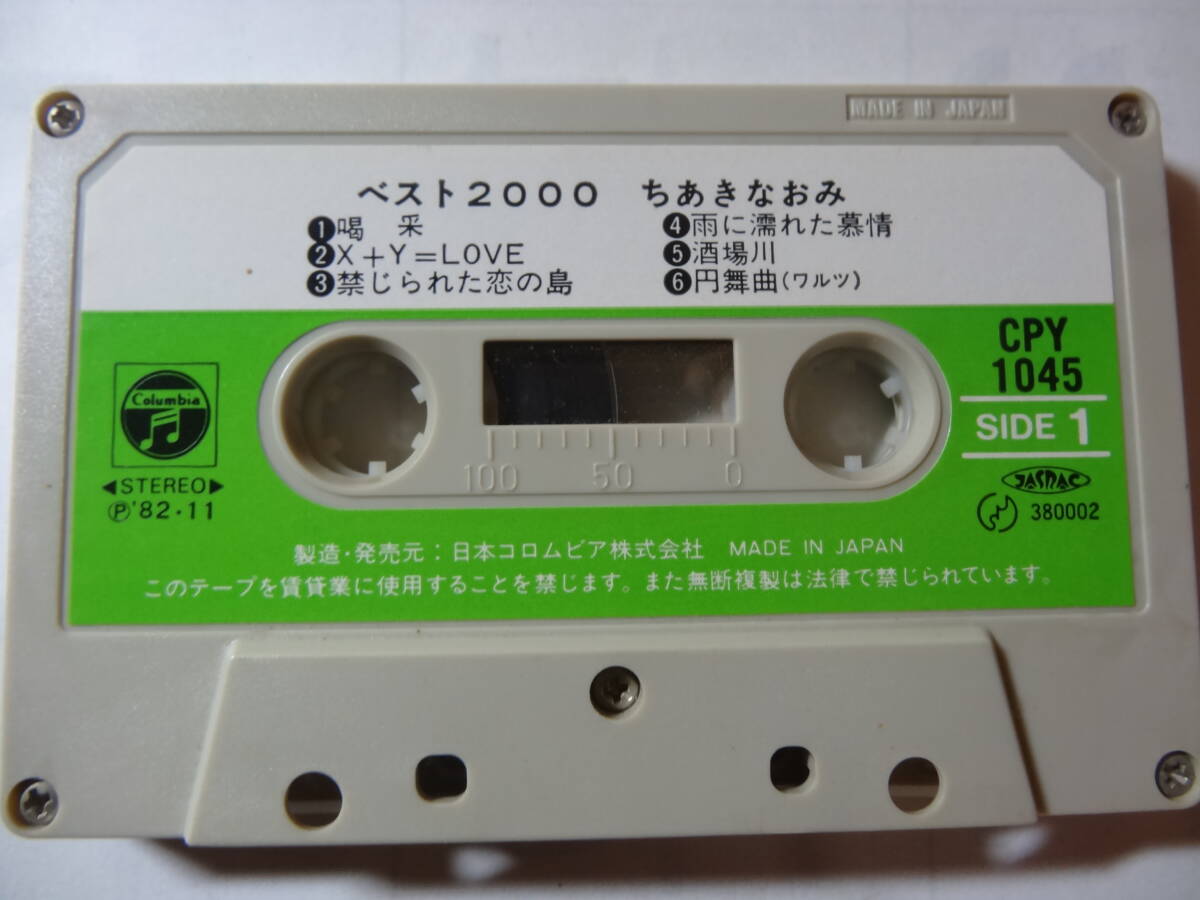 MADE IN JAPAN
ベスト2000 ちあきなおみ
❶喝 采
❷X+Y=LOVE
❸禁じられた恋の島
❹雨に濡れた慕情
❺酒場川
❻円舞曲(ワルツ)
Columbia
◀STEREO▶
Ⓟ'82・11
100 50 0
CPY
1045
SIDE 1
JASRAC
380002
製造・発売元:日本コロムビア株式会社 MADE IN JAPAN
このテープを賃貸業に使用することを禁じます。また無断複製は法律で禁じられています。